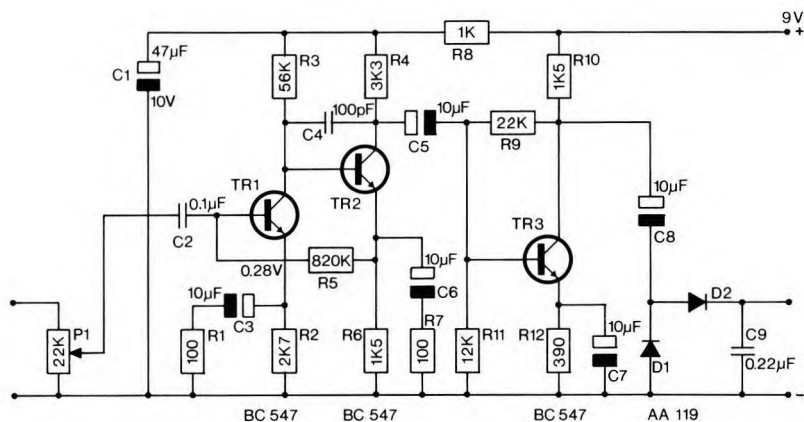 9V
+
1K
R8
47µF
C1
10V
R3
56K
R4
3K3
R10
1K5
100pF
C4
10µF
C5
22K
R9
TR1
TR2
0.1µF
C2
10µF
C8
TR3
0.28V
820K
R5
10µF
C6
D2
10µF
C3
P1
22K
R1
100
R2
2K7
R6
1K5
R7
100
R11
12K
R12
390
10µF
C7
D1
C9
0.22µF
BC 547
BC 547
BC 547
AA 119
–